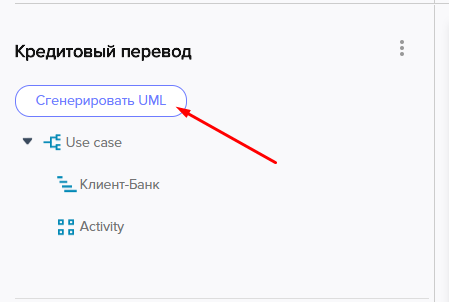 Кредитовый перевод
Сгенерировать UML
Use case
Клиент-Банк
Activity